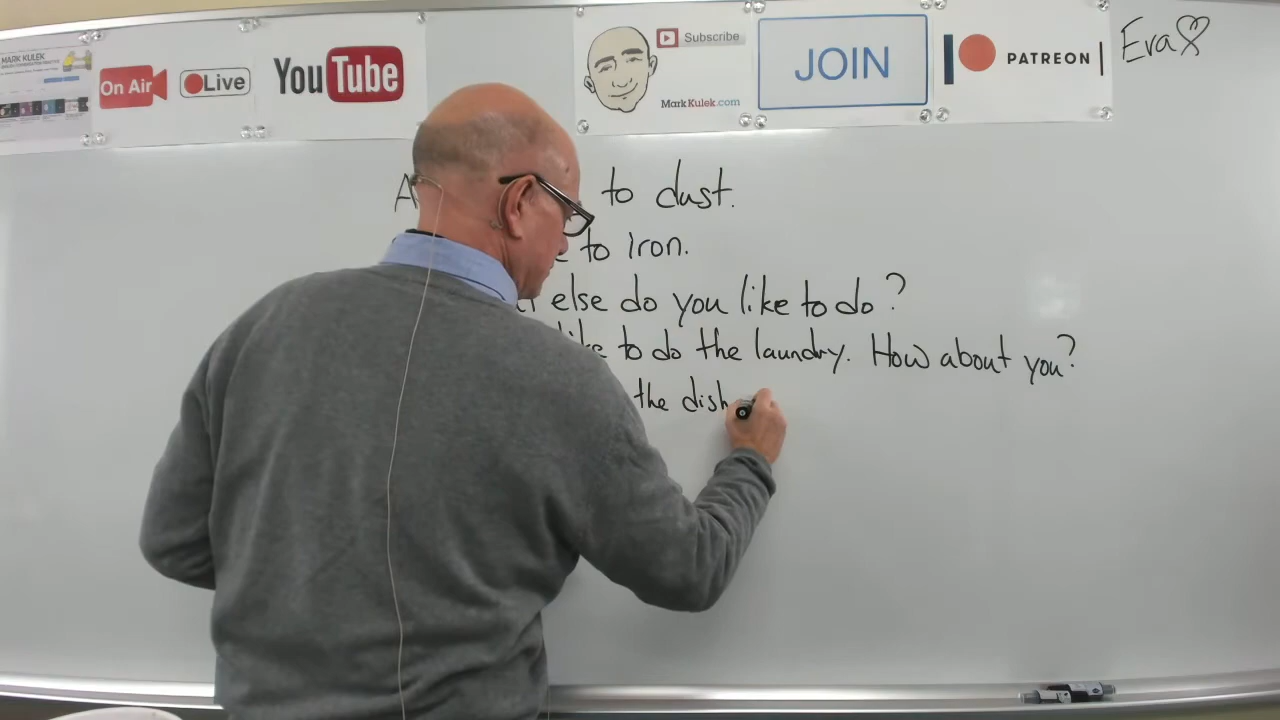 MARK KULEK
On Air
Live
YouTube
Subscribe
MarkKulek.com
JOIN
PATREON
Eva
A to dust.
to iron.
else do you like to do?
to do the laundry. How about you?
the dish